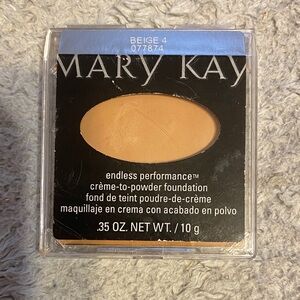 BEIGE 4
077874
MARY KAY
endless performance™
crème-to-powder foundation
fond de teint poudre-de-crème
maquillaje en crema con acabado en polvo
.35 OZ. NET WT. / 10 g